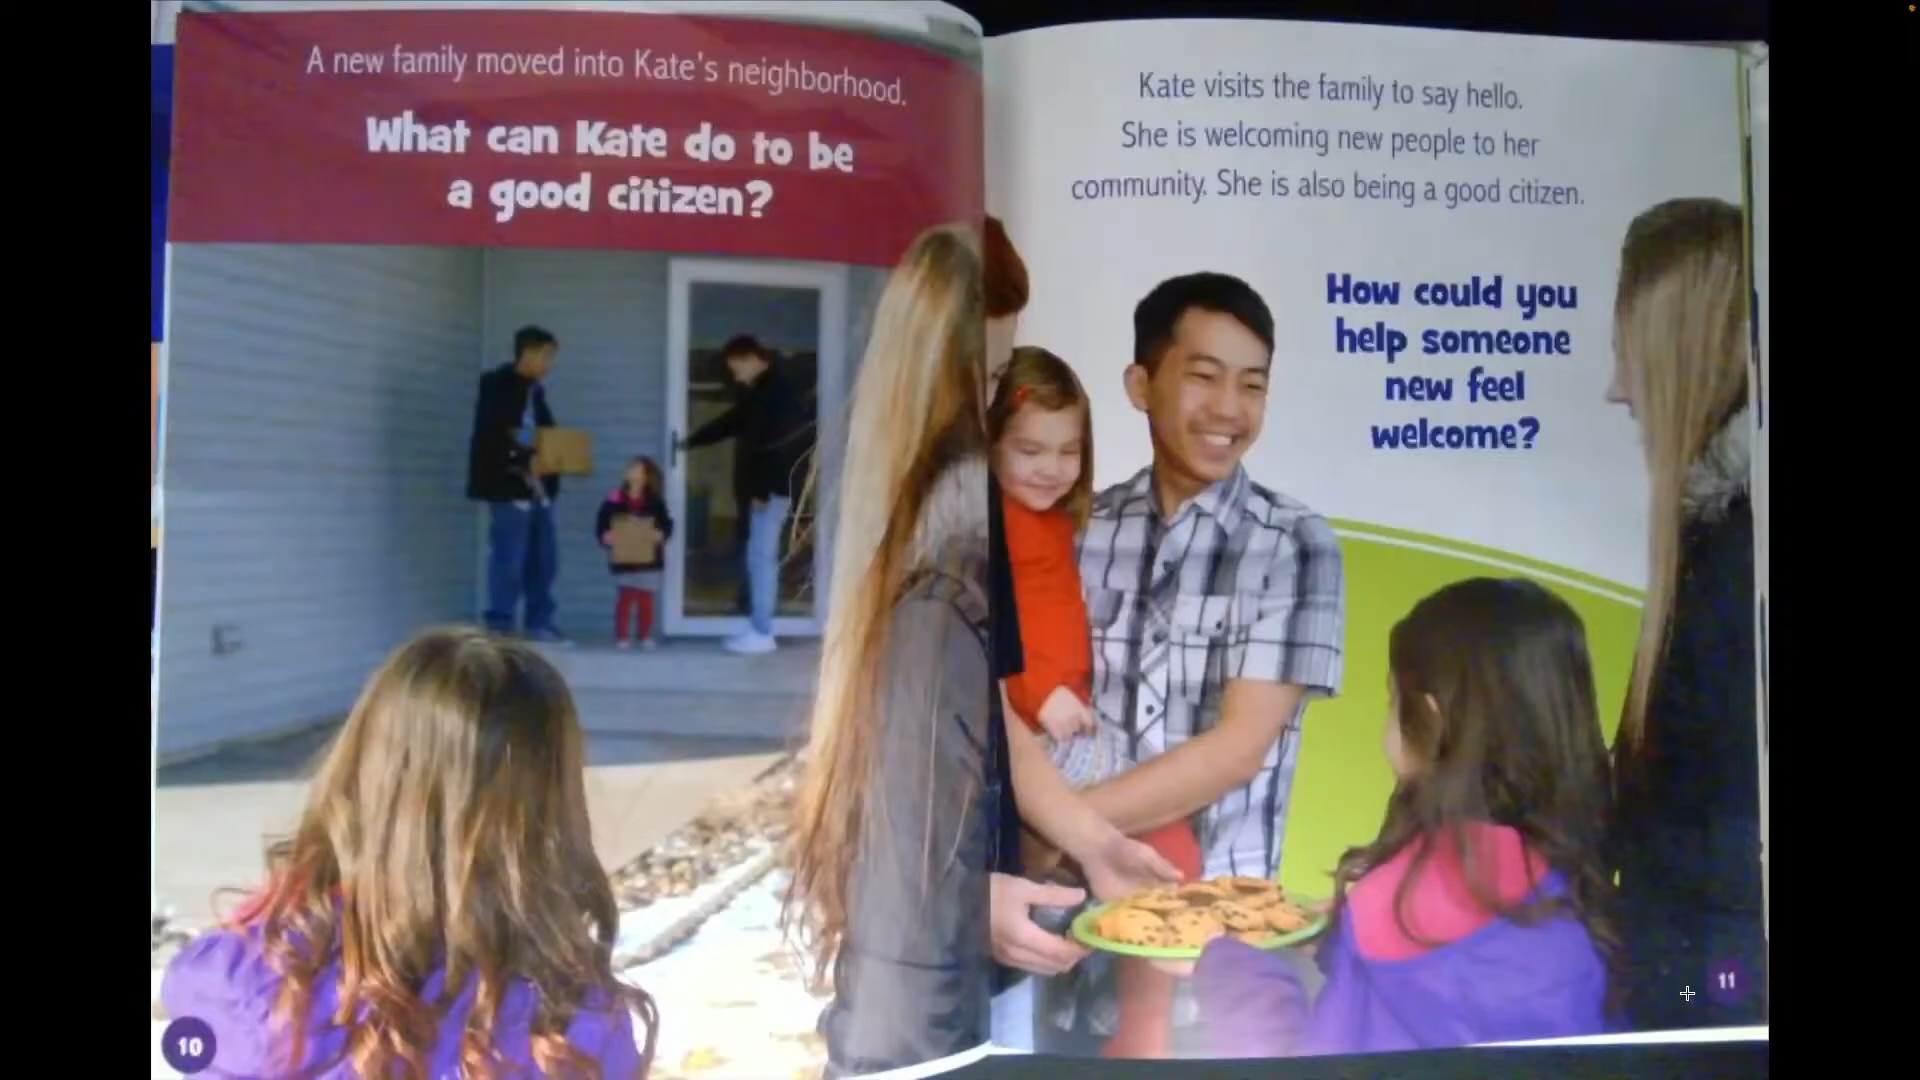 A new family moved into Kate's neighborhood.
What can Kate do to be
a good citizen?
10
Kate visits the family to say hello.
She is welcoming new people to her
community. She is also being a good citizen.
How could you
help someone
new feel
welcome?
11